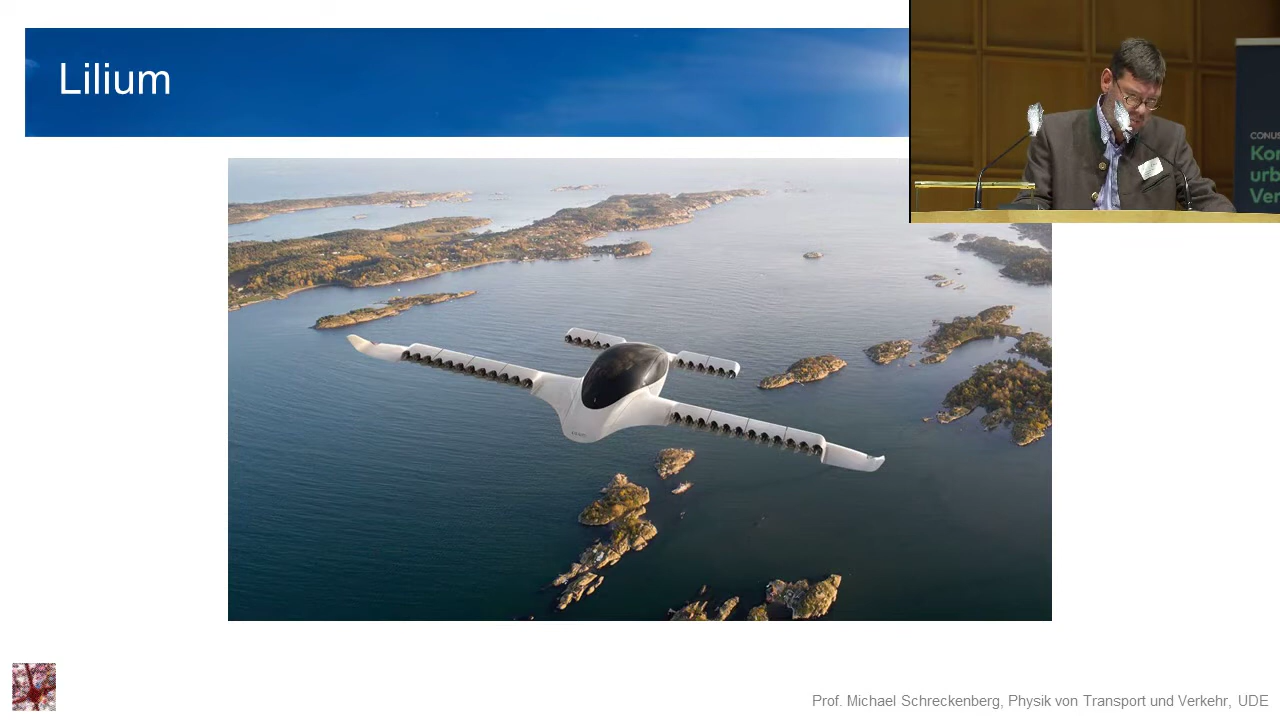 Lilium
CONUS
Kon
urb
Ver
Prof. Michael Schreckenberg, Physik von Transport und Verkehr, UDE